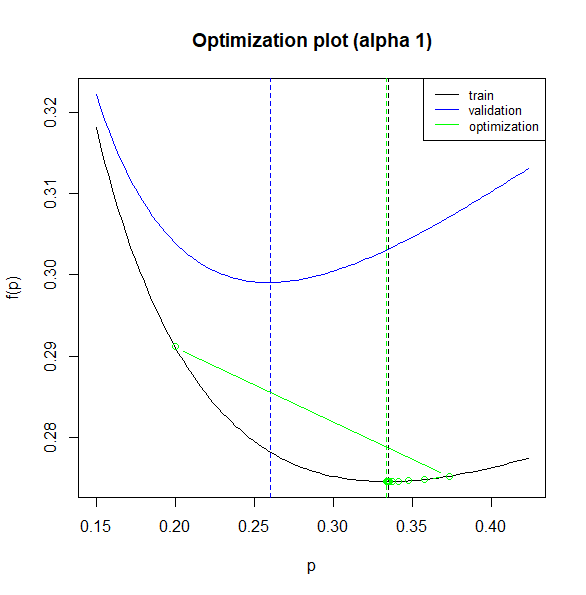 Optimization plot (alpha 1)
train
validation
optimization
0.32
0.31
0.30
0.29
0.28
f(p)
0.15 0.20 0.25 0.30 0.35 0.40
p